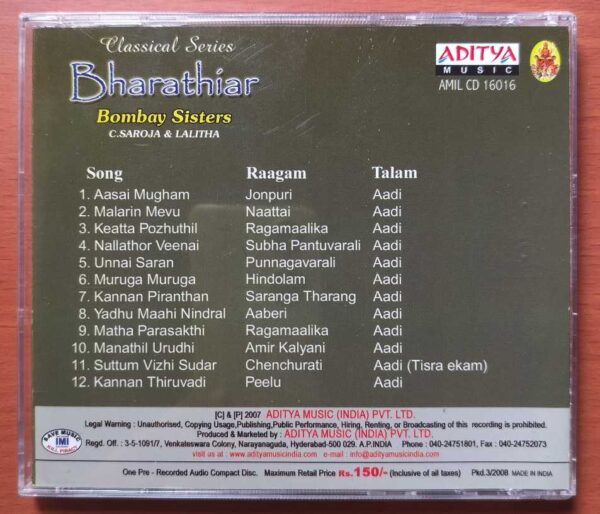 Classical Series
Bharathiar
Bombay Sisters
C.SAROJA & LALITHA
ADITYA
MUSIC
AMIL CD 16016
Song Raagam Talam
1. Aasai Mugham Jonpuri Aadi
2. Malarin Mevu Naattai Aadi
3. Keatta Pozhuthil Ragamaalika Aadi
4. Nallathor Veenai Subha Pantuvarali Aadi
5. Unnai Saran Punnagavarali Aadi
6. Muruga Muruga Hindolam Aadi
7. Kannan Piranthan Saranga Tharang Aadi
8. Yadhu Maahi Nindral Aaberi Aadi
9. Matha Parasakthi Ragamaalika Aadi
10. Manathil Urudhi Amir Kalyani Aadi
11. Suttum Vizhi Sudar Chenchurati Aadi (Tisra ekam)
12. Kannan Thiruvadi Peelu Aadi
[C] & [P] 2007 ADITYA MUSIC (INDIA) PVT. LTD.
Legal Warning : Unauthorised, Copying Usage,Publishing,Public Performance, Hiring, Renting, or Broadcasting of this recording is prohibited.
Produced & Marketed by : ADITYA MUSIC (INDIA) PVT. LTD.
Regd. Off. : 3-5-1091/7, Venkateswara Colony, Narayanaguda, Hyderabad-500 029. A.P.INDIA Phone : 040-24751801, Fax : 040-24752073
visit us at : www.adityamusicindia.com e-mail : info@adityamusicindia.com
SAVE MUSIC
IMI
KILL PIRACY
One Pre - Recorded Audio Compact Disc. Maximum Retail Price Rs.150/- (Inclusive of all taxes) Pkd.3/2008 MADE IN INDIA